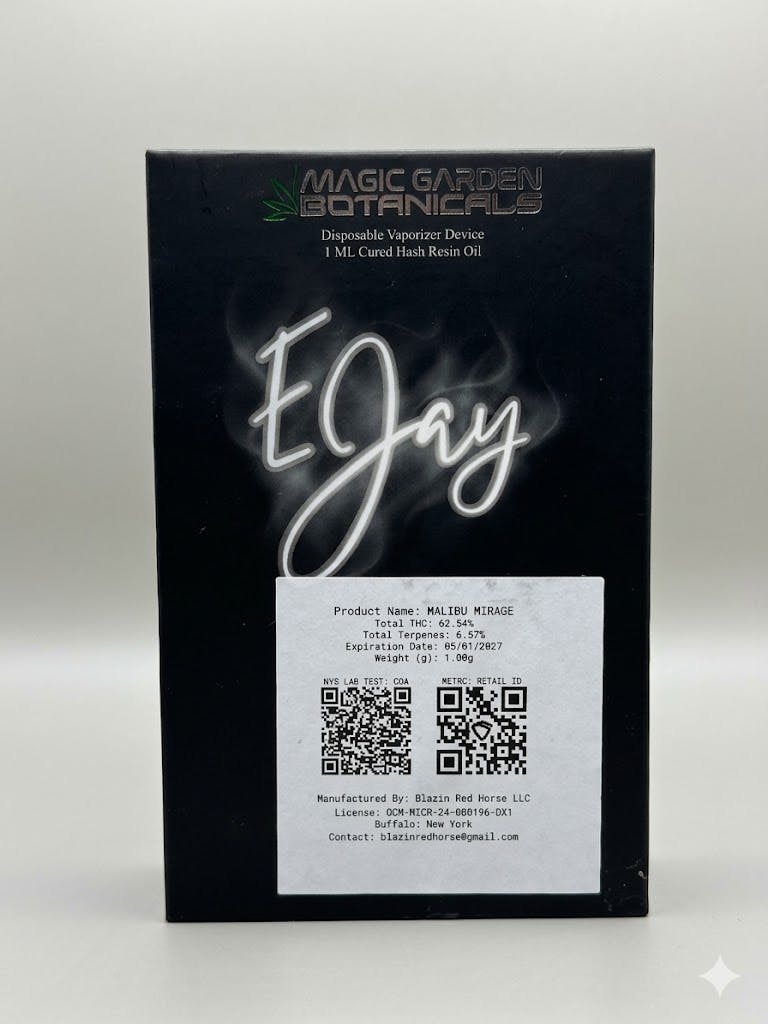 MAGIC GARDEN
BOTANICALS
Disposable Vaporizer Device
1 ML Cured Hash Resin Oil
EJay
Product Name: MALIBU MIRAGE
Total THC: 62.54%
Total Terpenes: 6.57%
Expiration Date: 05/01/2027
Weight (g): 1.00g
NYS LAB TEST: COA
METRC: RETAIL ID
Manufactured By: Blazin Red Horse LLC
License: OCM-MICR-24-000196-DX1
Buffalo: New York
Contact: blazinredhorse@gmail.com